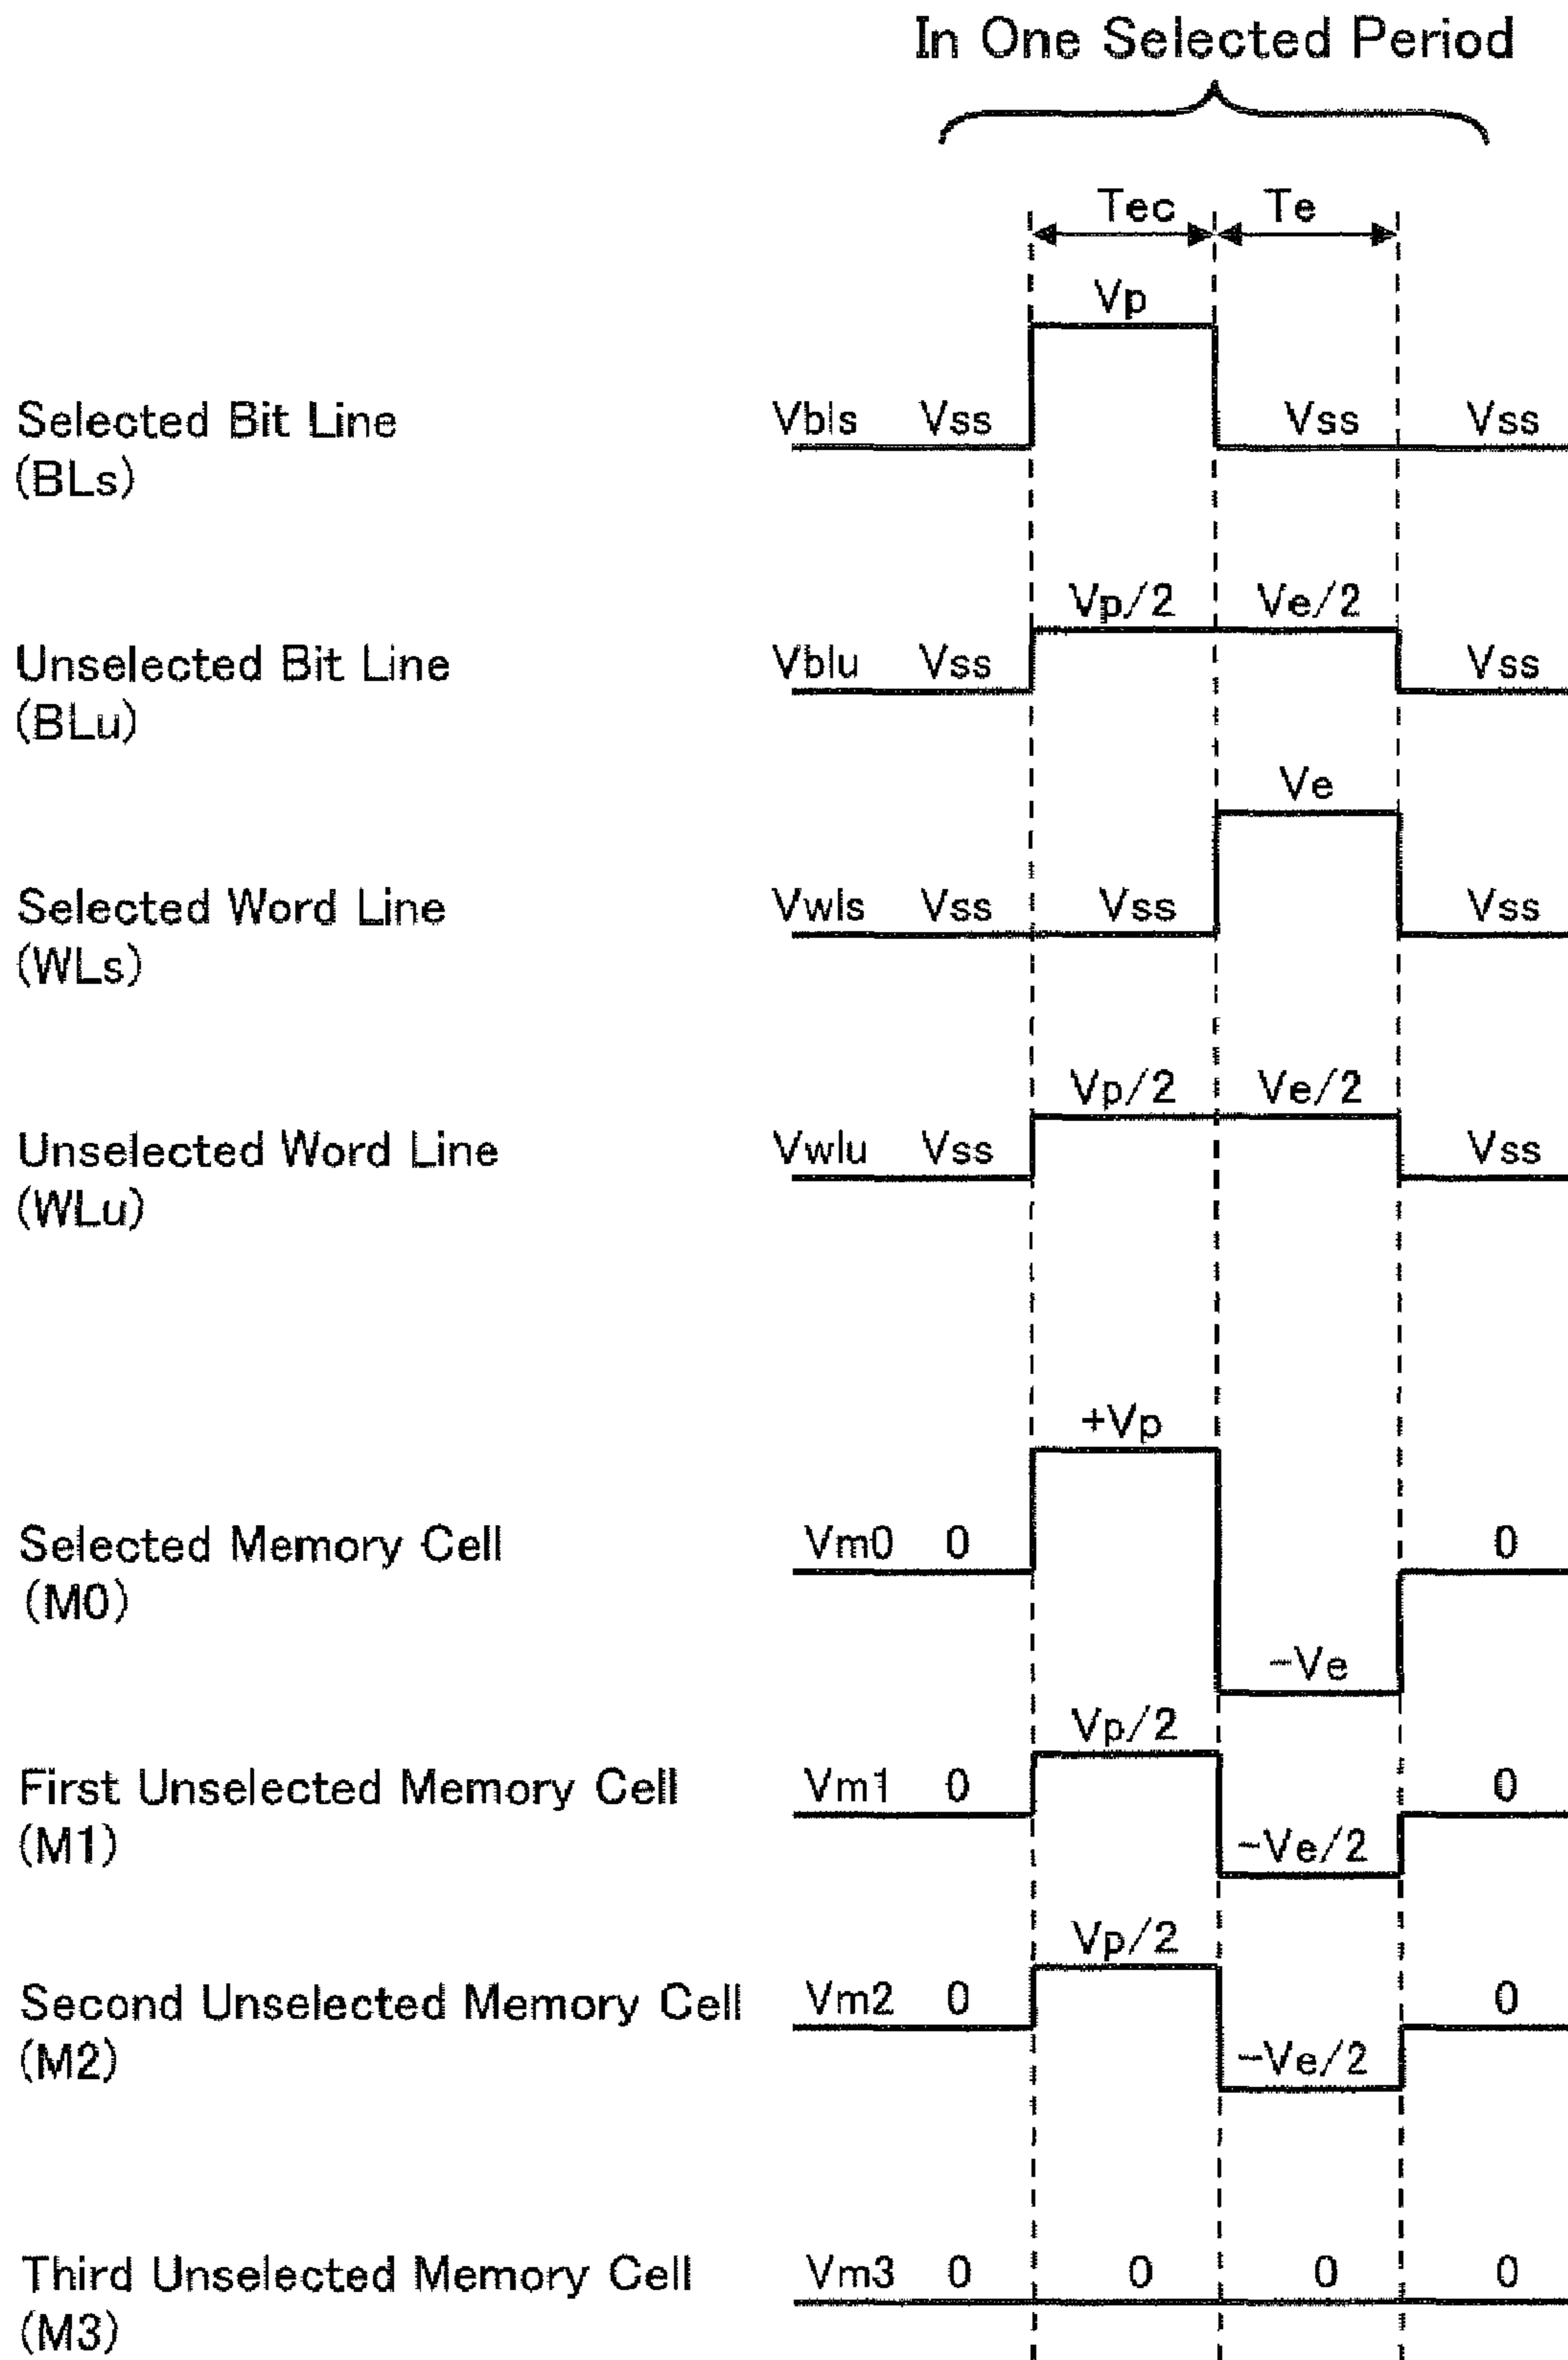 In One Selected Period
Tec Te
Vp
Selected Bit Line Vbls Vss Vss Vss
(BLs)
Vp/2 Ve/2
Unselected Bit Line Vblu Vss Vss
(BLu)
Ve
Selected Word Line Vwls Vss Vss Vss
(WLs)
Vp/2 Ve/2
Unselected Word Line Vwlu Vss Vss
(WLu)
+Vp
Selected Memory Cell Vm0 0 0
(M0)
-Ve
Vp/2
First Unselected Memory Cell Vm1 0 0
(M1)
-Ve/2
Vp/2
Second Unselected Memory Cell Vm2 0 0
(M2)
-Ve/2
Third Unselected Memory Cell Vm3 0 0 0 0
(M3)